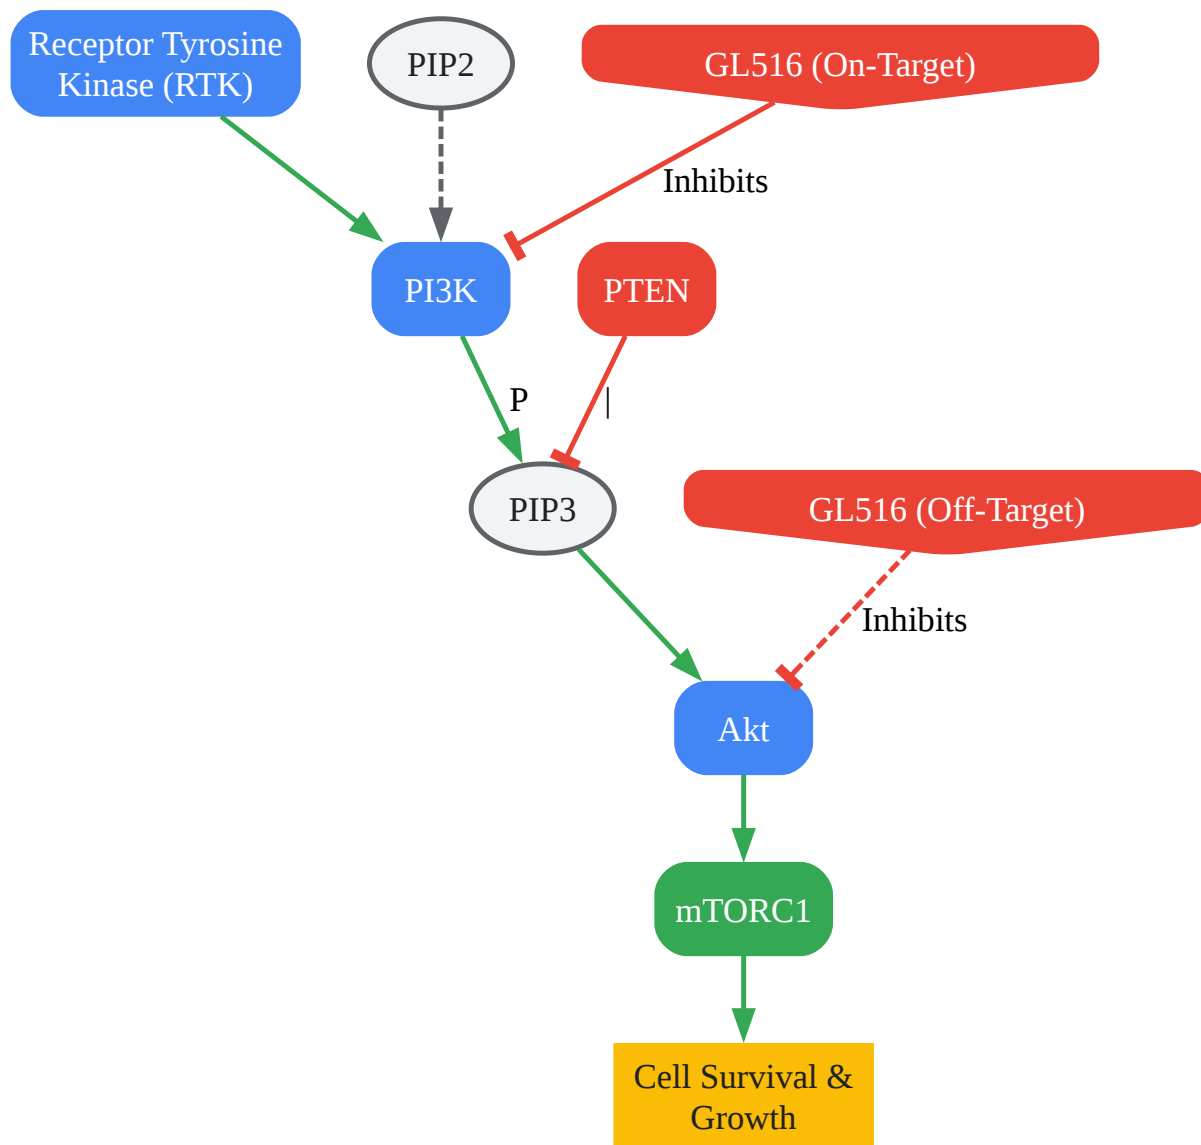 Receptor Tyrosine
Kinase (RTK)
PIP2
GL516 (On-Target)
Inhibits
PI3K
PTEN
P
|
PIP3
GL516 (Off-Target)
Inhibits
Akt
mTORC1
Cell Survival &
Growth